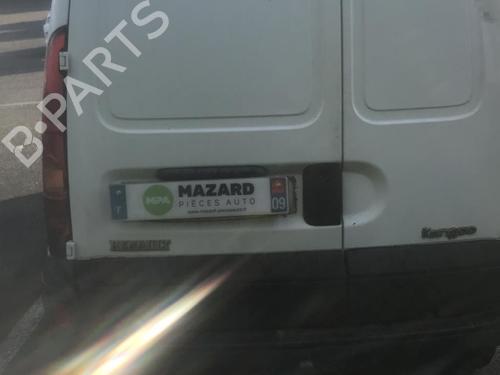 B-PARTS
MPA
MAZARD
PIÈCES AUTO
F
09
RENAULT
Kangoo